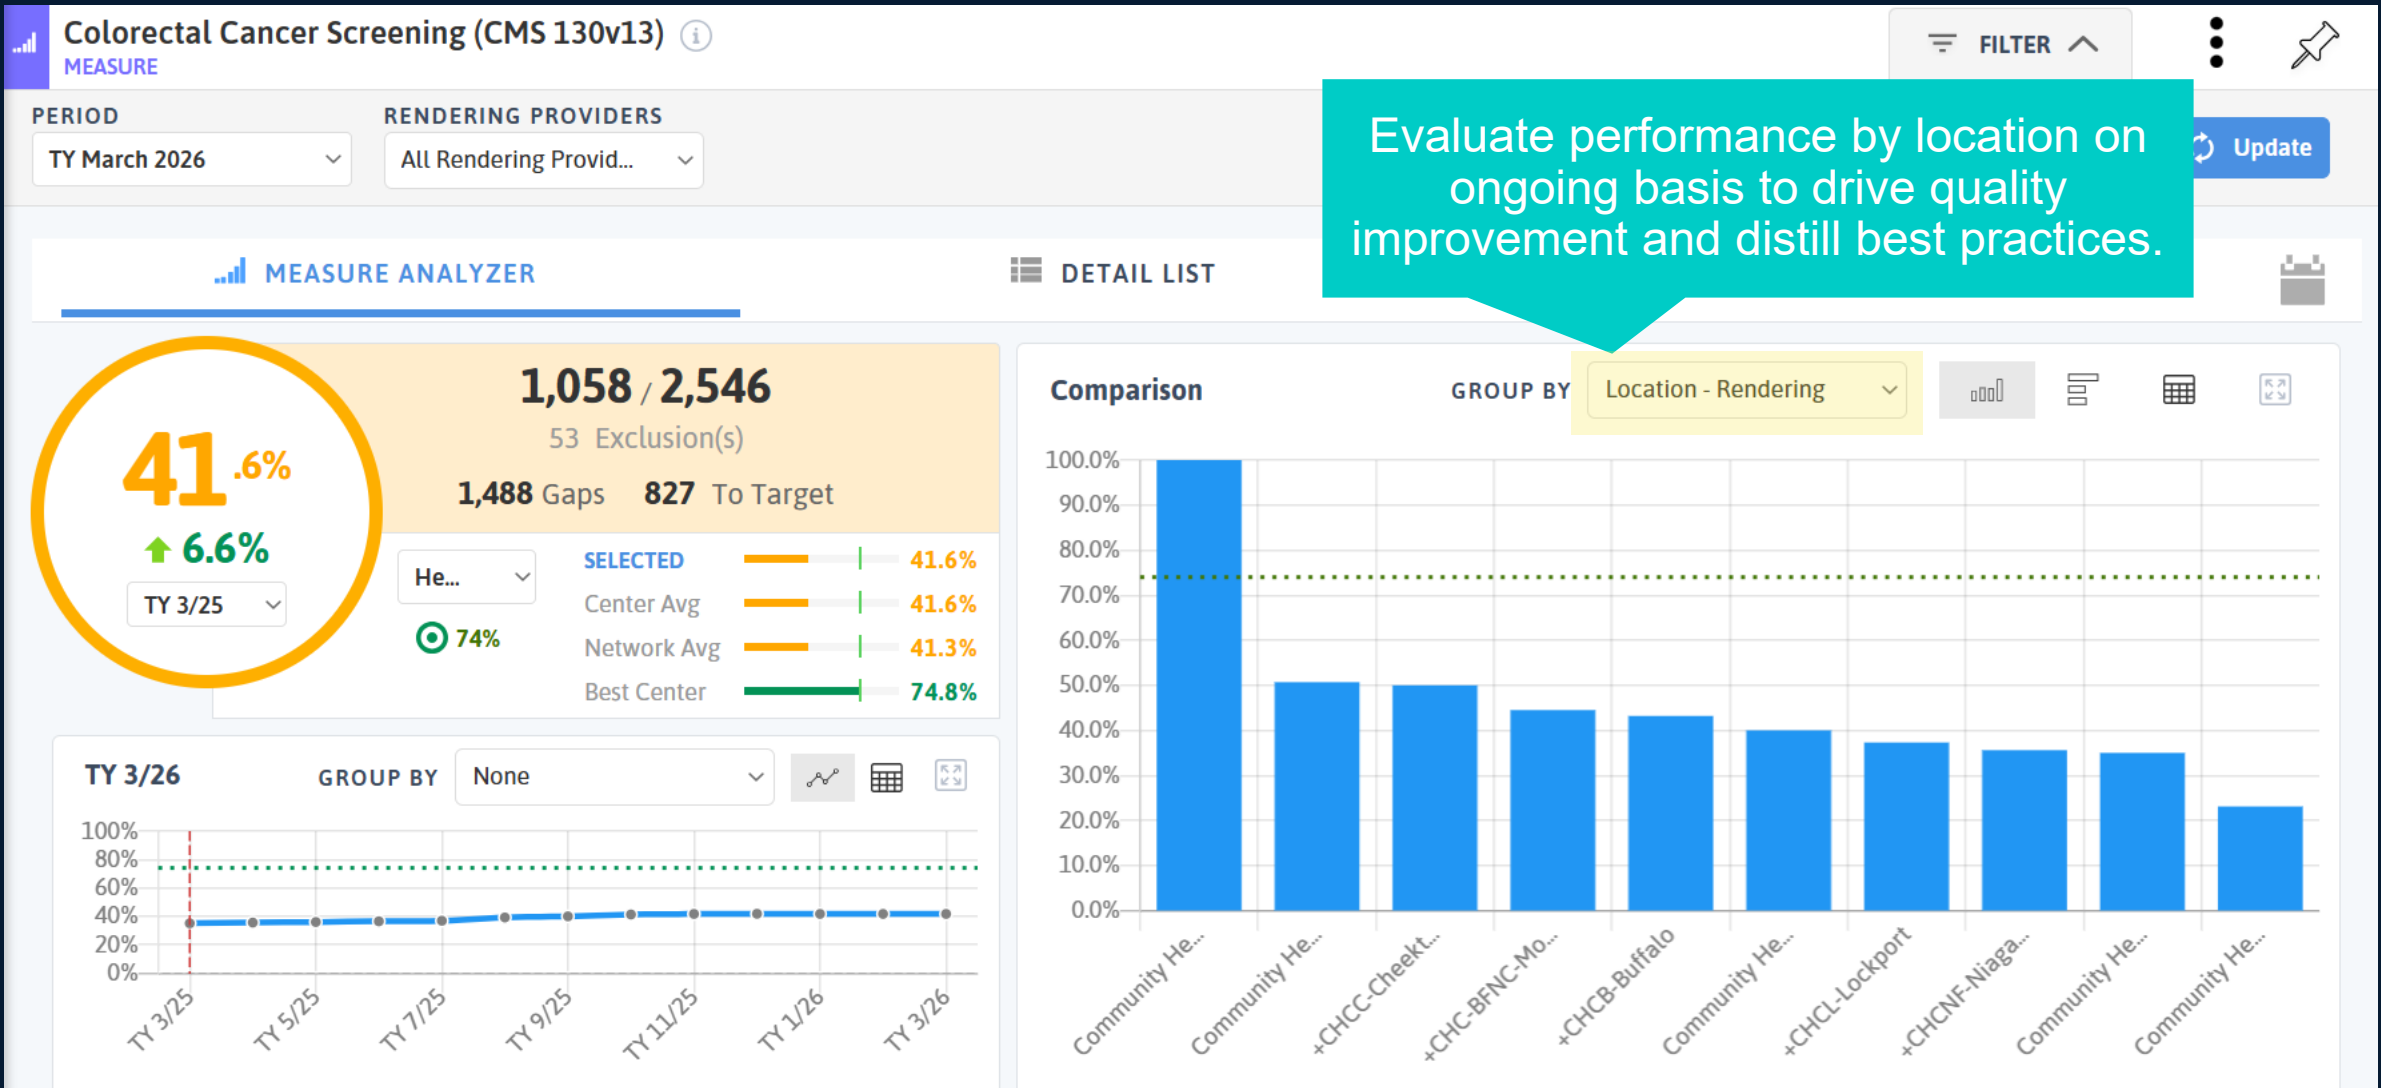 Colorectal Cancer Screening (CMS 130v13)
MEASURE
FILTER
PERIOD
RENDERING PROVIDERS
TY March 2026
All Rendering Provid...
Update
Evaluate performance by location on
ongoing basis to drive quality
improvement and distill best practices.
MEASURE ANALYZER
DETAIL LIST
41.6%
6.6%
TY 3/25
1,058 / 2,546
53 Exclusion(s)
1,488 Gaps 827 To Target
He...
74%
SELECTED 41.6%
Center Avg 41.6%
Network Avg 41.3%
Best Center 74.8%
TY 3/26
GROUP BY None
100%
80%
60%
40%
20%
0%
TY 3/25
TY 5/25
TY 7/25
TY 9/25
TY 11/25
TY 1/26
TY 3/26
Comparison
GROUP BY Location - Rendering
100.0%
90.0%
80.0%
70.0%
60.0%
50.0%
40.0%
30.0%
20.0%
10.0%
0.0%
Community He...
Community He...
+CHCC-Cheekt...
+CHC-BFNC-Mo...
+CHCB-Buffalo
Community He...
+CHCL-Lockport
+CHCNF-Niaga...
Community He...
Community He...